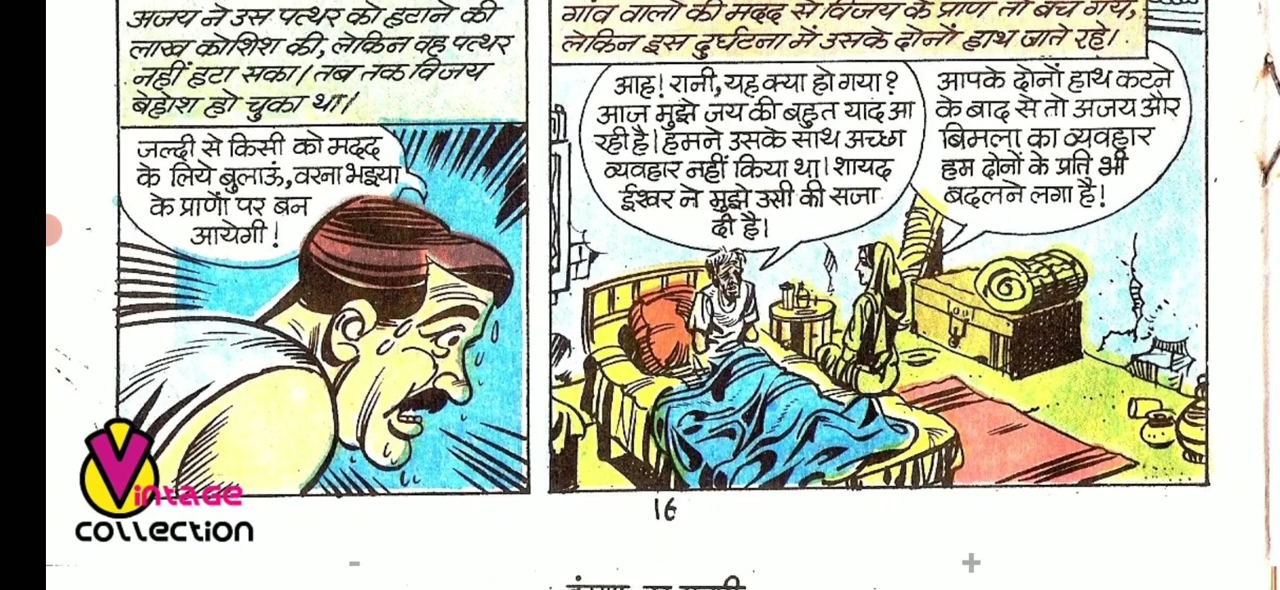 अजय ने उस पत्थर को हटाने की
लाख कोशिश की, लेकिन वह पत्थर
नहीं हटा सका। तब तक विजय
बेहोश हो चुका था।
जल्दी से किसी को मदद
के लिये बुलाऊं, वरना भइया
के प्राणों पर बन
आयेगी!
गांव वालों की मदद से विजय के प्राण तो बच गये,
लेकिन इस दुर्घटना में उसके दोनों हाथ जाते रहे।
आह! रानी, यह क्या हो गया?
आज मुझे जय की बहुत याद आ
रही है। हमने उसके साथ अच्छा
व्यवहार नहीं किया था। शायद
ईश्वर ने मुझे उसी की सजा
दी है।
आपके दोनों हाथ कटने
के बाद से तो अजय और
बिमला का व्यवहार
हम दोनों के प्रति भी
बदलने लगा है!
16
Vintage
collection